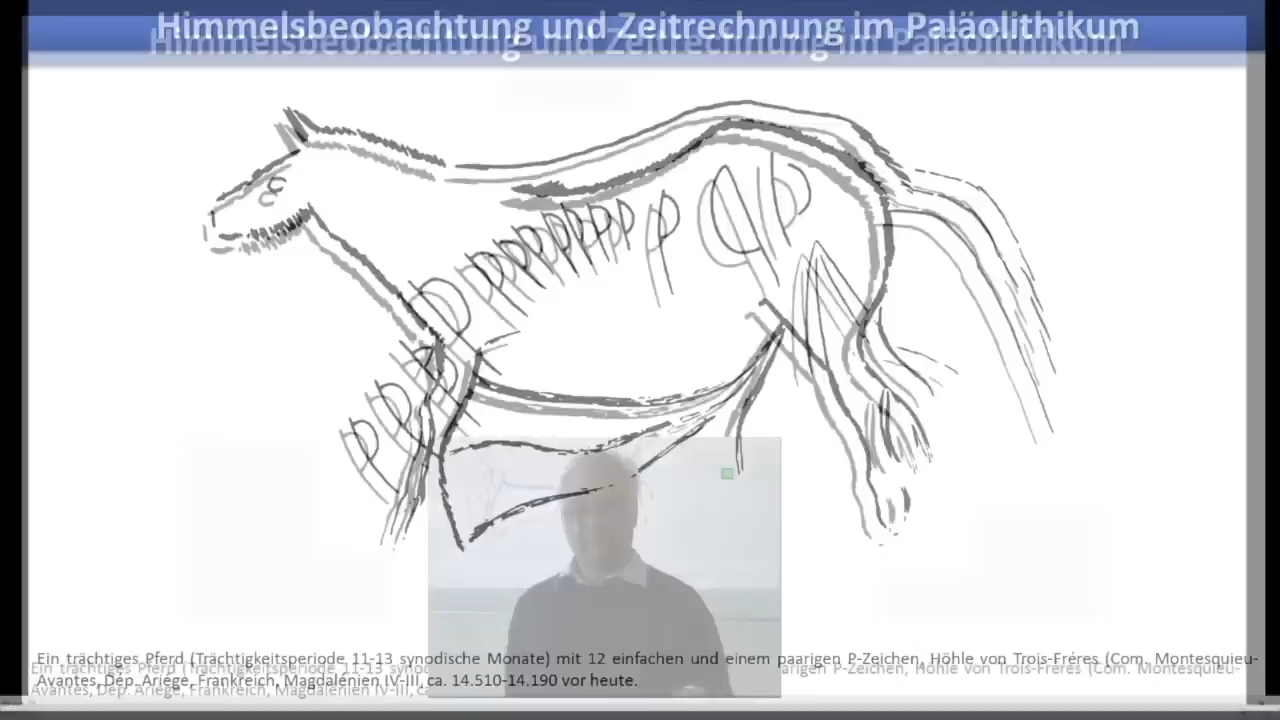 Himmelsbeobachtung und Zeitrechnung im Paläolithikum
Ein trächtiges Pferd (Trächtigkeitsperiode 11-13 synodische Monate) mit 12 einfachen und einem paarigen P-Zeichen, Höhle von Trois-Fréres (Com. Montesquieu-
Avantes, Dep. Ariège, Frankreich, Magdalénien IV-III, ca. 14.510-14.190 vor heute.